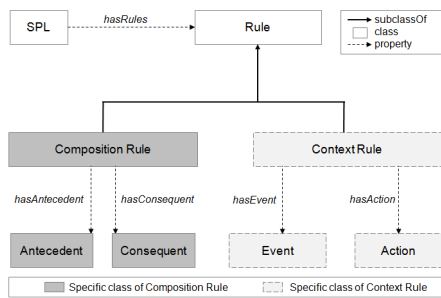 SPL
hasRules
Rule
subclassOf
class
property
Composition Rule
Context Rule
hasAntecedent
hasConsequent
hasEvent
hasAction
Antecedent
Consequent
Event
Action
Specific class of Composition Rule
Specific class of Context Rule